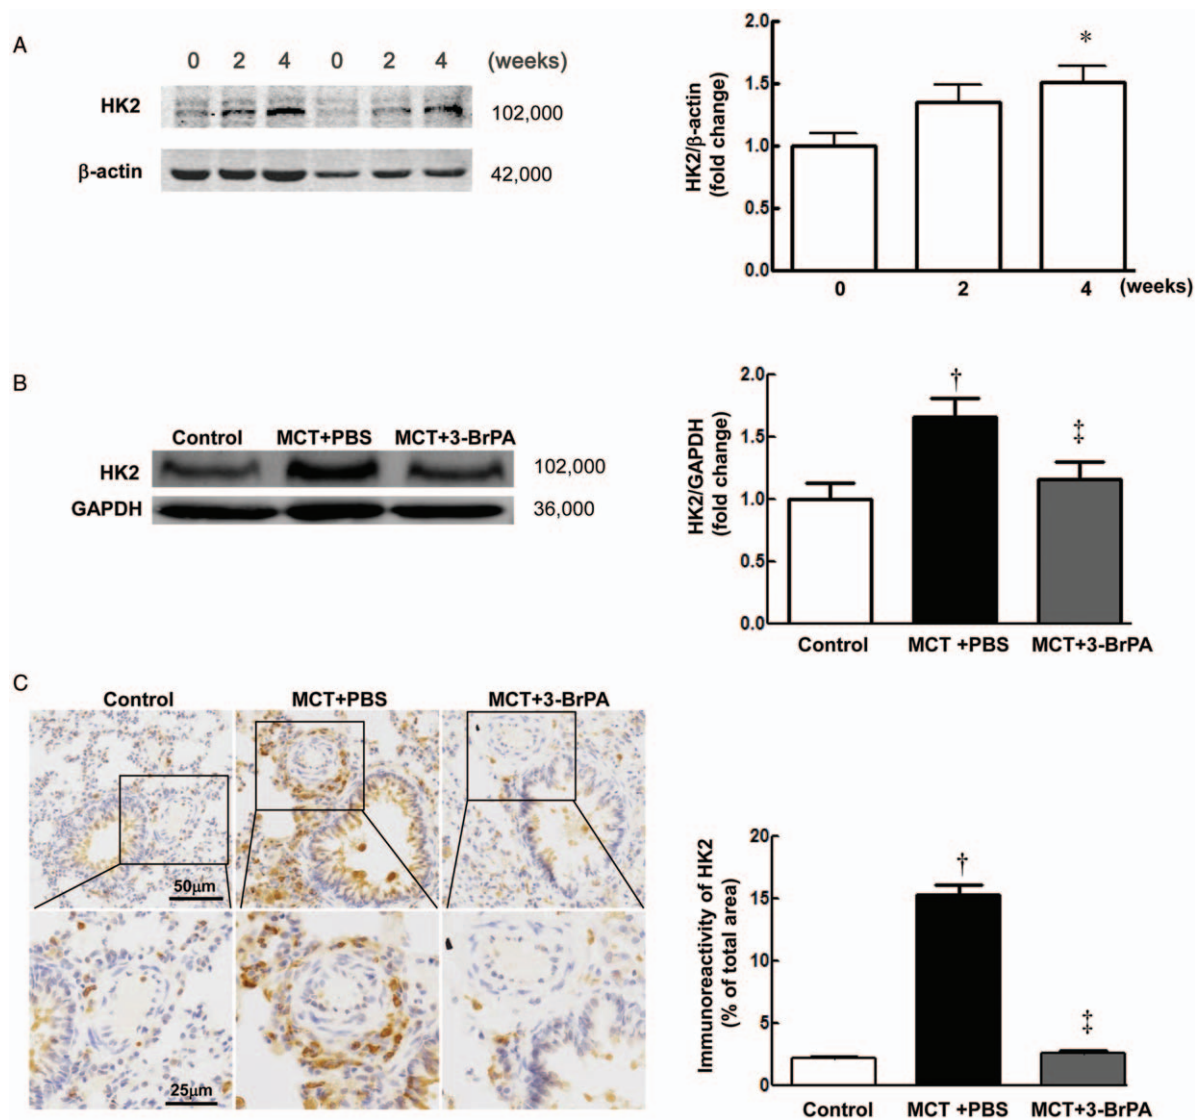 A
0 2 4 0 2 4 (weeks)
HK2
102,000
β-actin
42,000
HK2/β-actin
(fold change)
2.0
1.5
1.0
0.5
0.0
*
0 2 4 (weeks)
B
Control MCT+PBS MCT+3-BrPA
HK2
102,000
GAPDH
36,000
HK2/GAPDH
(fold change)
2.0
1.5
1.0
0.5
0.0
†
‡
Control MCT +PBS MCT+3-BrPA
C
Control MCT+PBS MCT+3-BrPA
50μm
25μm
Immunoreactivity of HK2
(% of total area)
20
15
10
5
0
†
‡
Control MCT +PBS MCT+3-BrPA